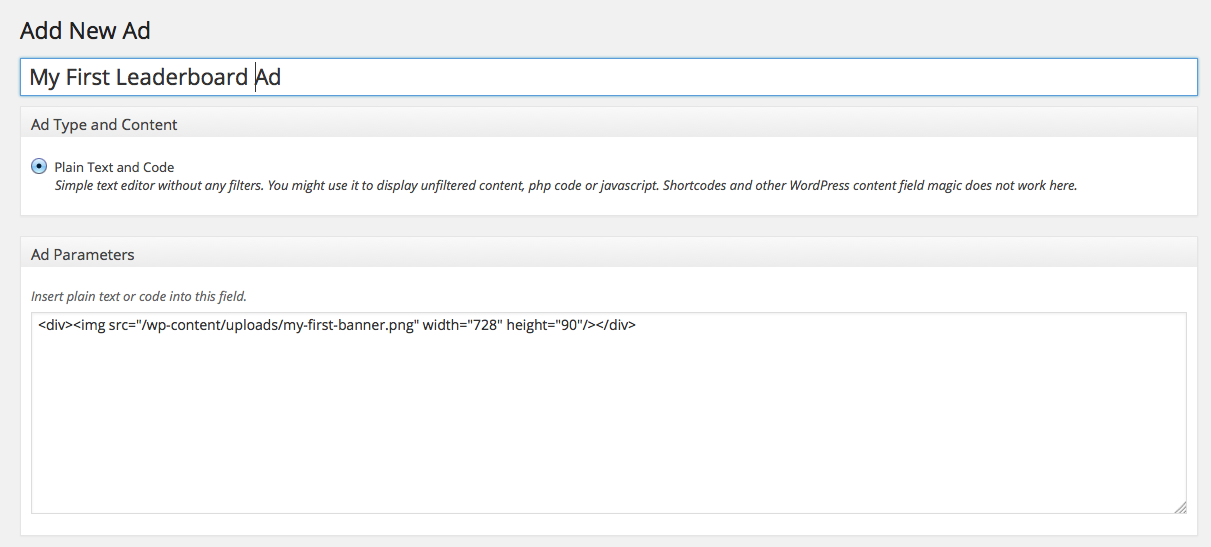 Add New Ad
My First Leaderboard Ad
Ad Type and Content
Plain Text and Code
Simple text editor without any filters. You might use it to display unfiltered content, php code or javascript. Shortcodes and other WordPress content field magic does not work here.
Ad Parameters
Insert plain text or code into this field.
<div><img src="/wp-content/uploads/my-first-banner.png" width="728" height="90"/></div>